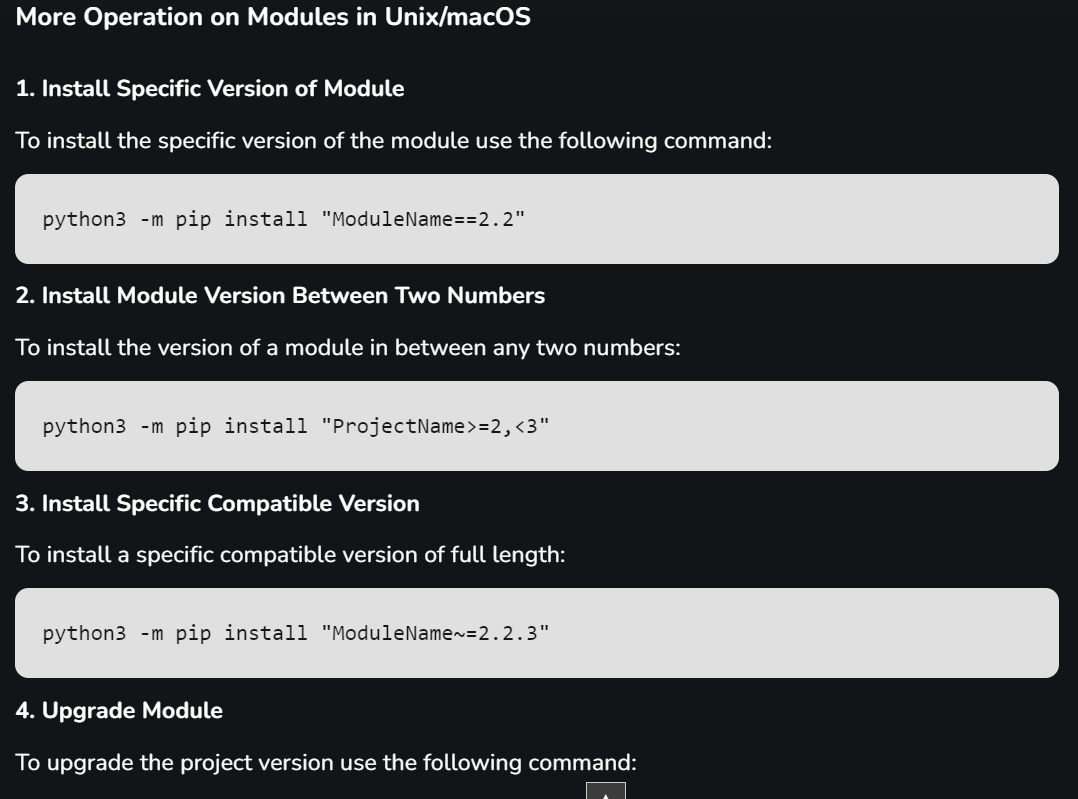 More Operation on Modules in Unix/macOS
1. Install Specific Version of Module
To install the specific version of the module use the following command:
python3 -m pip install "ModuleName==2.2"
2. Install Module Version Between Two Numbers
To install the version of a module in between any two numbers:
python3 -m pip install "ProjectName>=2,<3"
3. Install Specific Compatible Version
To install a specific compatible version of full length:
python3 -m pip install "ModuleName~=2.2.3"
4. Upgrade Module
To upgrade the project version use the following command: